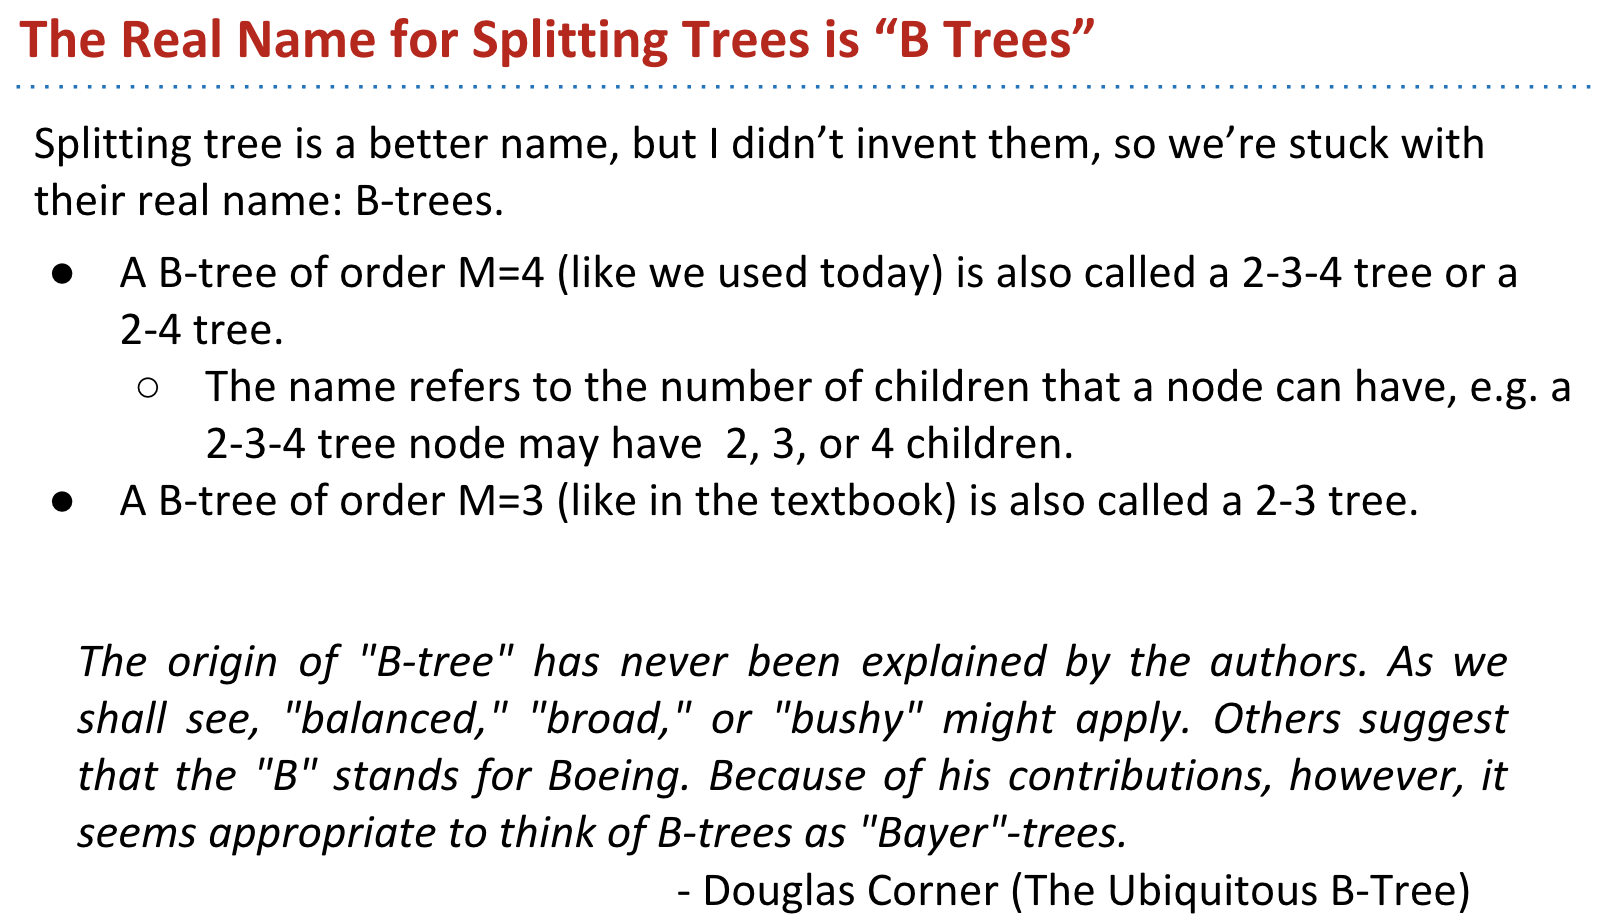 The Real Name for Splitting Trees is “B Trees”
Splitting tree is a better name, but I didn’t invent them, so we’re stuck with
their real name: B-trees.
● A B-tree of order M=4 (like we used today) is also called a 2-3-4 tree or a
2-4 tree.
○ The name refers to the number of children that a node can have, e.g. a
2-3-4 tree node may have  2, 3, or 4 children.
● A B-tree of order M=3 (like in the textbook) is also called a 2-3 tree.
The origin of "B-tree" has never been explained by the authors. As we
shall see, "balanced," "broad," or "bushy" might apply. Others suggest
that the "B" stands for Boeing. Because of his contributions, however, it
seems appropriate to think of B-trees as "Bayer"-trees.
- Douglas Corner (The Ubiquitous B-Tree)